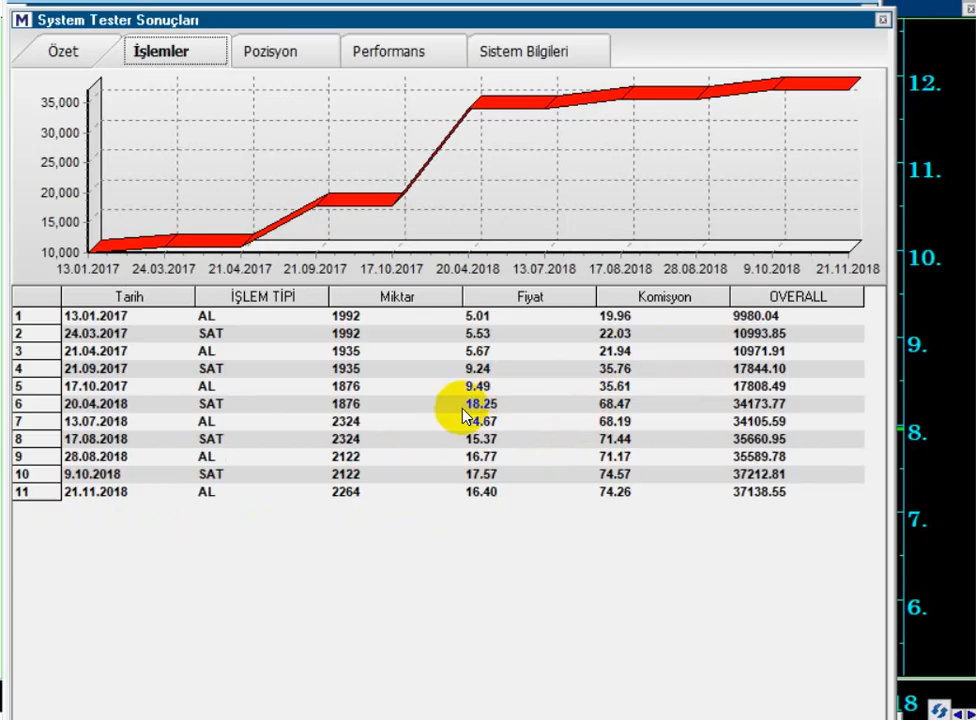 System Tester Sonuçları
Özet İşlemler Pozisyon Performans Sistem Bilgileri
35,000
30,000
25,000
20,000
15,000
10,000
13.01.2017 24.03.2017 21.04.2017 21.09.2017 17.10.2017 20.04.2018 13.07.2018 17.08.2018 28.08.2018 9.10.2018 21.11.2018
Tarih İŞLEM TİPİ Miktar Fiyat Komisyon OVERALL
1 13.01.2017 AL 1992 5.01 19.96 9980.04
2 24.03.2017 SAT 1992 5.53 22.03 10993.85
3 21.04.2017 AL 1935 5.67 21.94 10971.91
4 21.09.2017 SAT 1935 9.24 35.76 17844.10
5 17.10.2017 AL 1876 9.49 35.61 17808.49
6 20.04.2018 SAT 1876 18.25 68.47 34173.77
7 13.07.2018 AL 2324 68.19 34105.59
8 17.08.2018 SAT 2324 15.37 71.44 35660.95
9 28.08.2018 AL 2122 16.77 71.17 35589.78
10 9.10.2018 SAT 2122 17.57 74.57 37212.81
11 21.11.2018 AL 2264 16.40 74.26 37138.55
12.
11.
10.
9.
8.
7.
6.